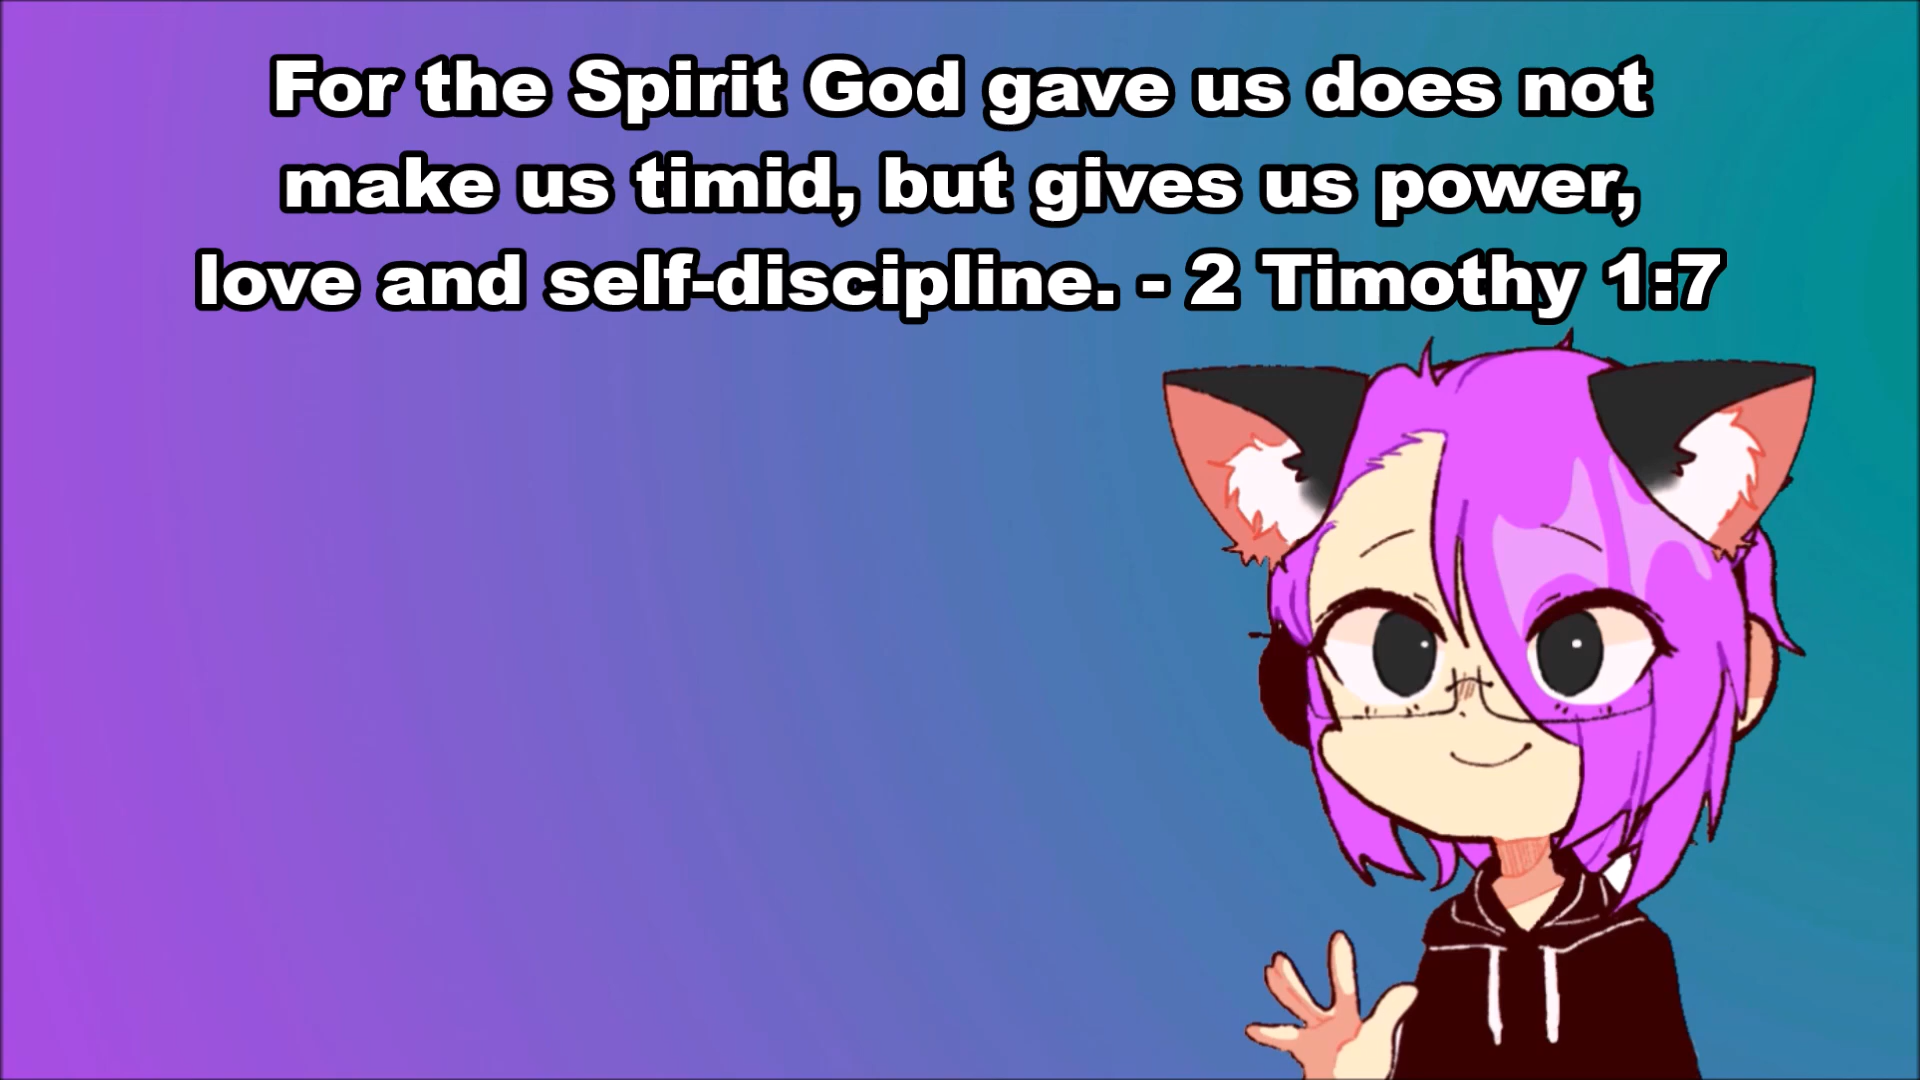 For the Spirit God gave us does not
make us timid, but gives us power,
love and self-discipline. - 2 Timothy 1:7